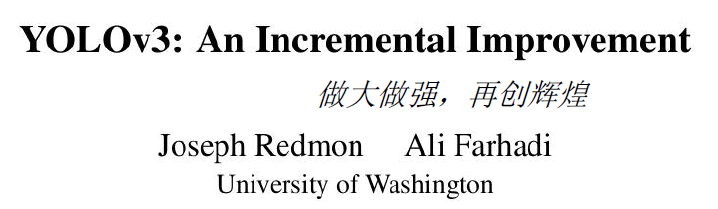 YOLOv3: An Incremental Improvement
做大做强，再创辉煌
Joseph Redmon Ali Farhadi
University of Washington